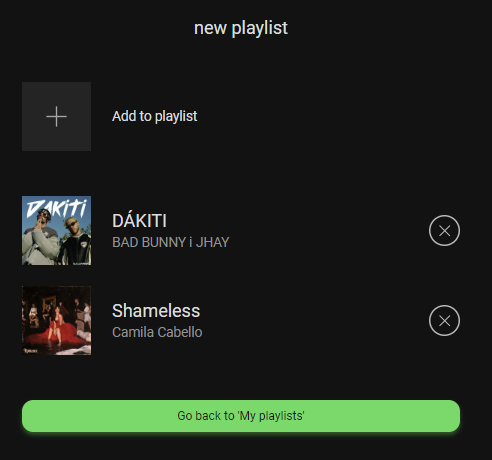 new playlist
Add to playlist
DÁKITI
DÁKITI
BAD BUNNY i JHAY
Shameless
Camila Cabello
Go back to 'My playlists'